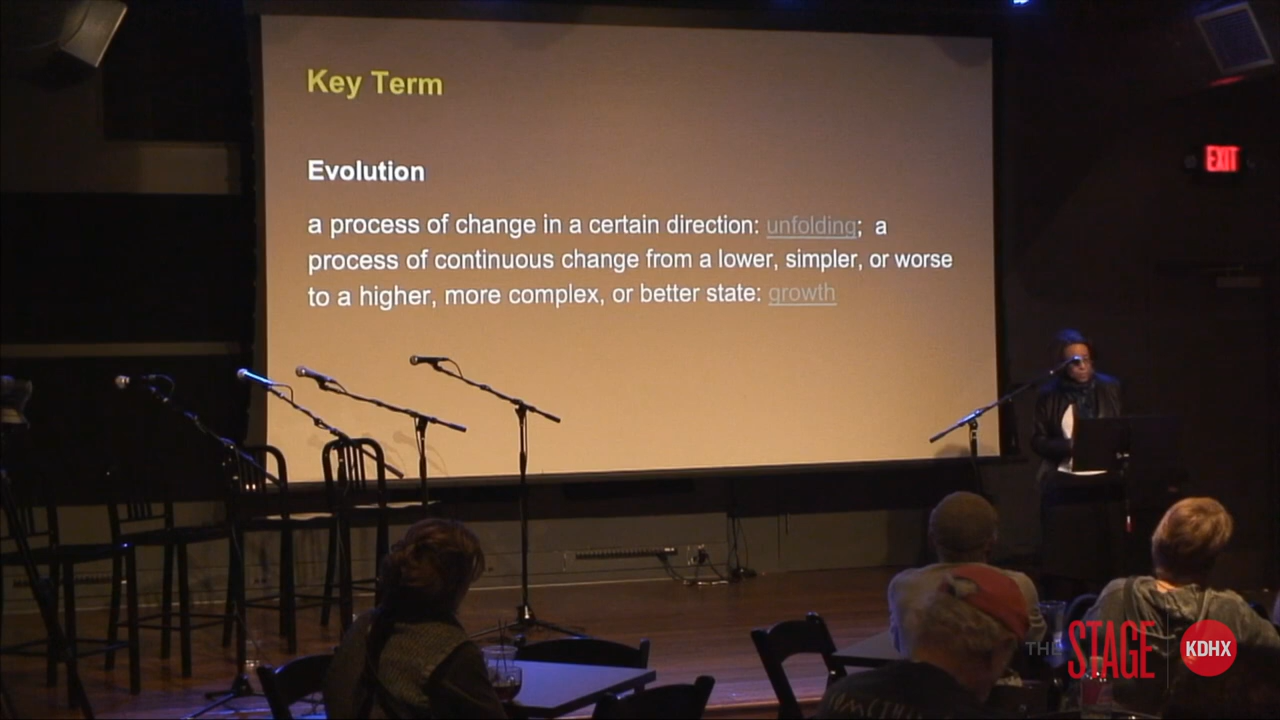 Key Term
Evolution
a process of change in a certain direction: unfolding; a
process of continuous change from a lower, simpler, or worse
to a higher, more complex, or better state: growth
EXIT
THE STAGE KDHX